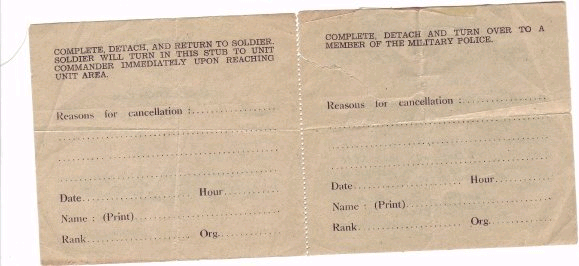 COMPLETE, DETACH, AND RETURN TO SOLDIER.
SOLDIER WILL TURN IN THIS STUB TO UNIT
COMMANDER IMMEDIATELY UPON REACHING
UNIT AREA.
Reasons for cancellation :
Date Hour
Name : (Print)
Rank Org.
COMPLETE, DETACH AND TURN OVER TO A
MEMBER OF THE MILITARY POLICE.
Reasons for cancellation :
Date Hour
Name : (Print)
Rank Org.